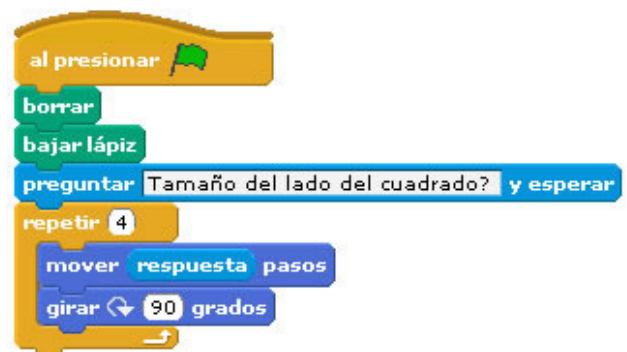 al presionar
borrar
bajar lápiz
preguntar Tamaño del lado del cuadrado? y esperar
repetir 4
mover respuesta pasos
girar 90 grados